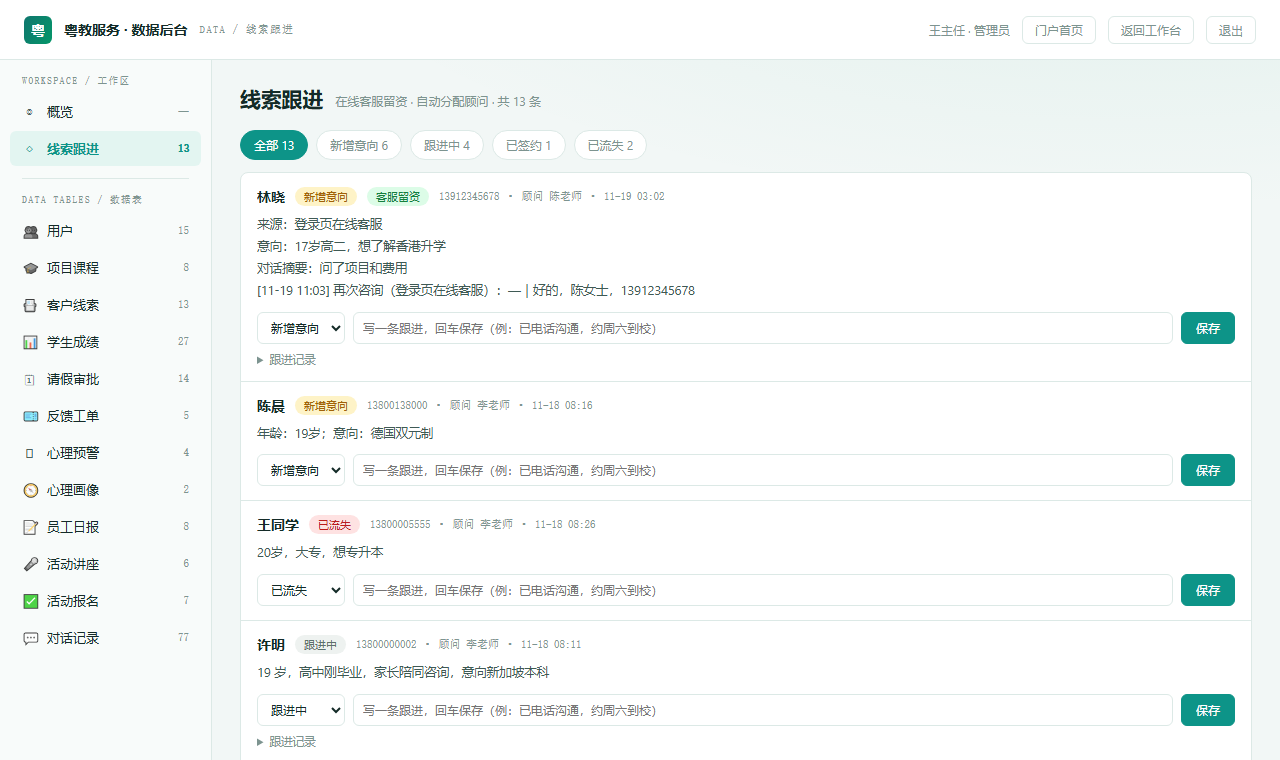 粤 粤教服务 · 数据后台 DATA / 线索跟进 王主任 · 管理员 门户首页 返回工作台 退出
WORKSPACE / 工作区
概览 —
线索跟进 13
DATA TABLES / 数据表
用户 15
项目课程 8
客户线索 13
学生成绩 27
请假审批 14
反馈工单 5
心理预警 4
心理画像 2
员工日报 8
活动讲座 6
活动报名 7
对话记录 77
线索跟进 在线客服留资 · 自动分配顾问 · 共 13 条
全部 13 新增意向 6 跟进中 4 已签约 1 已流失 2
林晓 新增意向 客服留资 13912345678 • 顾问 陈老师 • 11-19 03:02
来源：登录页在线客服
意向：17岁高二，想了解香港升学
对话摘要：问了项目和费用
[11-19 11:03] 再次咨询（登录页在线客服）：— | 好的，陈女士，13912345678
新增意向 写一条跟进，回车保存（例：已电话沟通，约周六到校） 保存
▶ 跟进记录
陈晨 新增意向 13800138000 • 顾问 李老师 • 11-18 08:16
年龄：19岁；意向：德国双元制
新增意向 写一条跟进，回车保存（例：已电话沟通，约周六到校） 保存
王同学 已流失 13800005555 • 顾问 李老师 • 11-18 08:26
20岁，大专，想专升本
已流失 写一条跟进，回车保存（例：已电话沟通，约周六到校） 保存
许明 跟进中 13800000002 • 顾问 李老师 • 11-18 08:11
19 岁，高中刚毕业，家长陪同咨询，意向新加坡本科
跟进中 写一条跟进，回车保存（例：已电话沟通，约周六到校） 保存
▶ 跟进记录